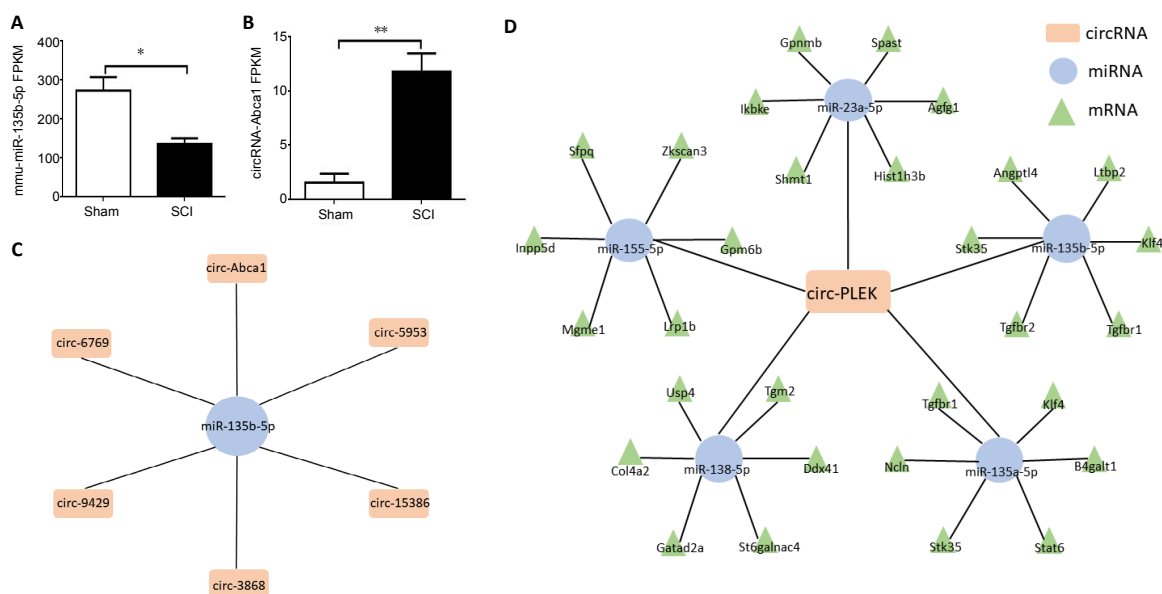 A
mmu-miR-135b-5p FPKM
400
300
200
100
0
*
Sham
SCI
B
circRNA-Abca1 FPKM
15
10
5
0
**
Sham
SCI
C
circ-Abca1
circ-6769
circ-5953
miR-135b-5p
circ-9429
circ-15386
circ-3868
D
circRNA
miRNA
mRNA
Gpnmb
Spast
Ikbke
miR-23a-5p
Agfg1
Shmt1
Hist1h3b
Sfpq
Zkscan3
Inpp5d
miR-155-5p
Gpm6b
Mgme1
Lrp1b
Angptl4
Ltbp2
Stk35
miR-135b-5p
Klf4
Tgfbr2
Tgfbr1
circ-PLEK
Usp4
Tgm2
Col4a2
miR-138-5p
Ddx41
Gatad2a
St6galnac4
Tgfbr1
Klf4
Ncln
miR-135a-5p
B4galt1
Stk35
Stat6